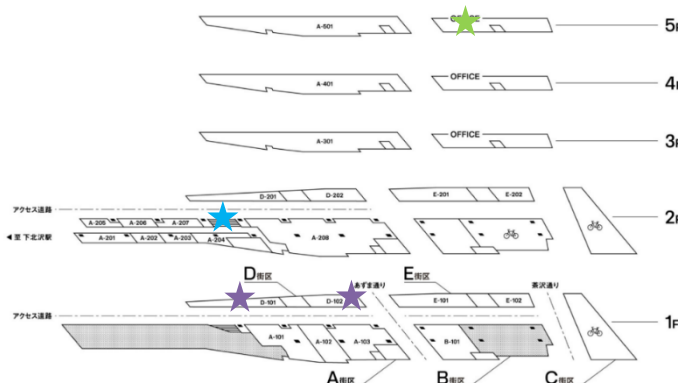 A-501
5F
A-401
OFFICE
4F
A-301
OFFICE
3F
D-201
D-202
E-201
E-202
アクセス道路
A-205
A-206
A-207
A-208
2F
◀ 至 下北沢駅
A-201
A-202
A-203
A-204
D街区
あずま通り
E街区
茶沢通り
D-101
D-102
E-101
E-102
アクセス道路
1F
A-101
A-102
A-103
B-101
A街区
B街区
C街区